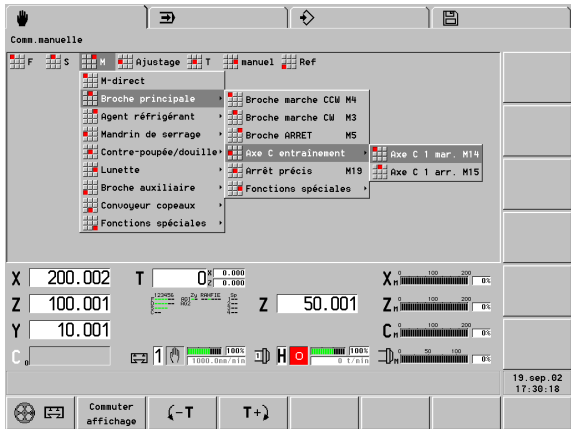 Comm.manuelle
F S M Ajustage T manuel Ref
M-direct
Broche principale
Agent réfrigérant
Mandrin de serrage
Contre-poupée/douille
Lunette
Broche auxiliaire
Convoyeur copeaux
Fonctions spéciales
Broche marche CCW M4
Broche marche CW M3
Broche ARRET M5
Axe C entraînement
Arrêt précis M19
Fonctions spéciales
Axe C 1 mar. M14
Axe C 1 arr. M15
X 200.002 T 0 X 0.000 Z 0.000 X M 0 100 200 0%
Z 100.001 123456 Z 50.001 Z M 0 100 200 0%
Y 10.001 C M 0 100 200 0%
C 0 1 100% 1000.0mm/min 1 H 0 100% 0 t/min M 0 50 100 0%
19.sep.02
17:30:18
Commuter
affichage
-T
T+